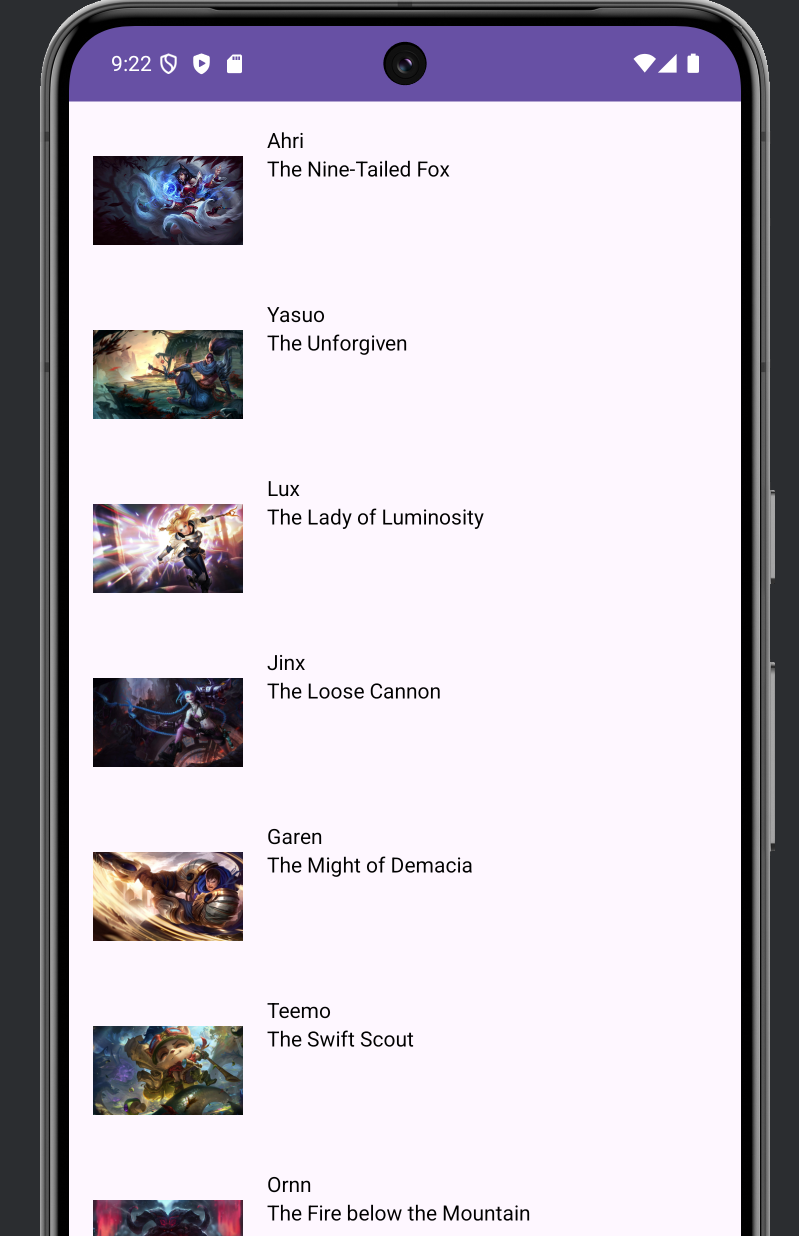 9:22
Ahri
The Nine-Tailed Fox
Yasuo
The Unforgiven
Lux
The Lady of Luminosity
Jinx
The Loose Cannon
Garen
The Might of Demacia
Teemo
The Swift Scout
Ornn
The Fire below the Mountain